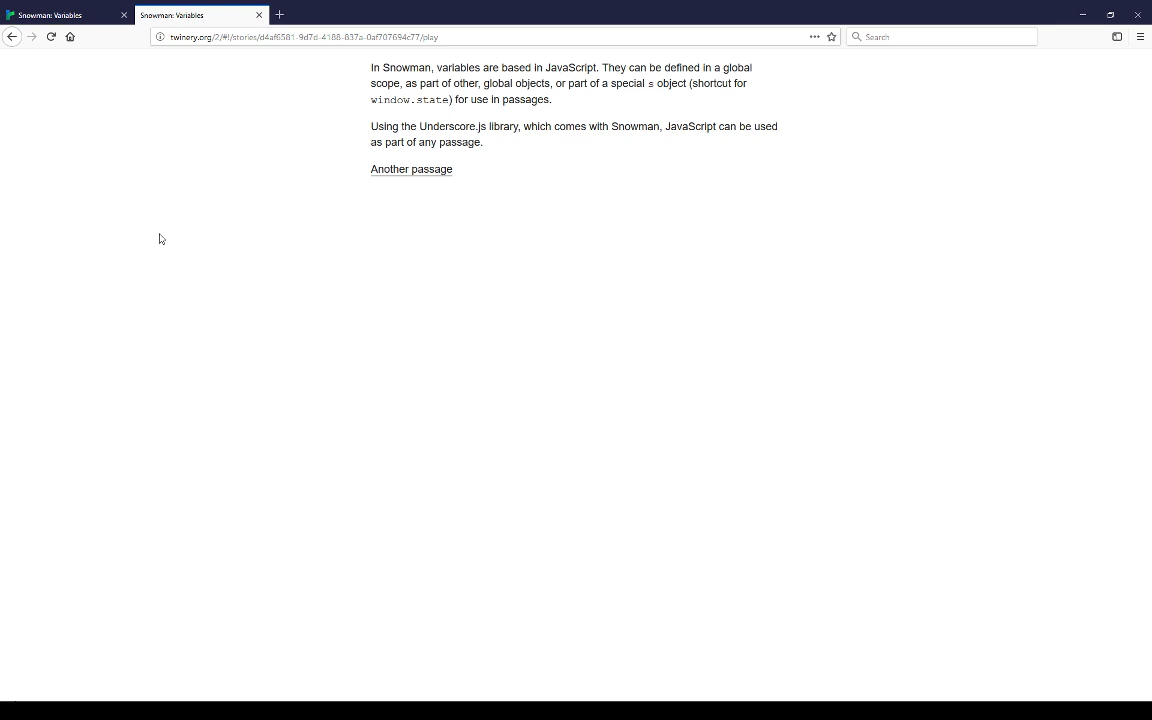 Snowman: Variables
Snowman: Variables
twinery.org/2/#!/stories/d4af6581-9d7d-4188-837a-0af707694c77/play
Search
In Snowman, variables are based in JavaScript. They can be defined in a global
scope, as part of other, global objects, or part of a special s object (shortcut for
window.state) for use in passages.
Using the Underscore.js library, which comes with Snowman, JavaScript can be used
as part of any passage.
Another passage